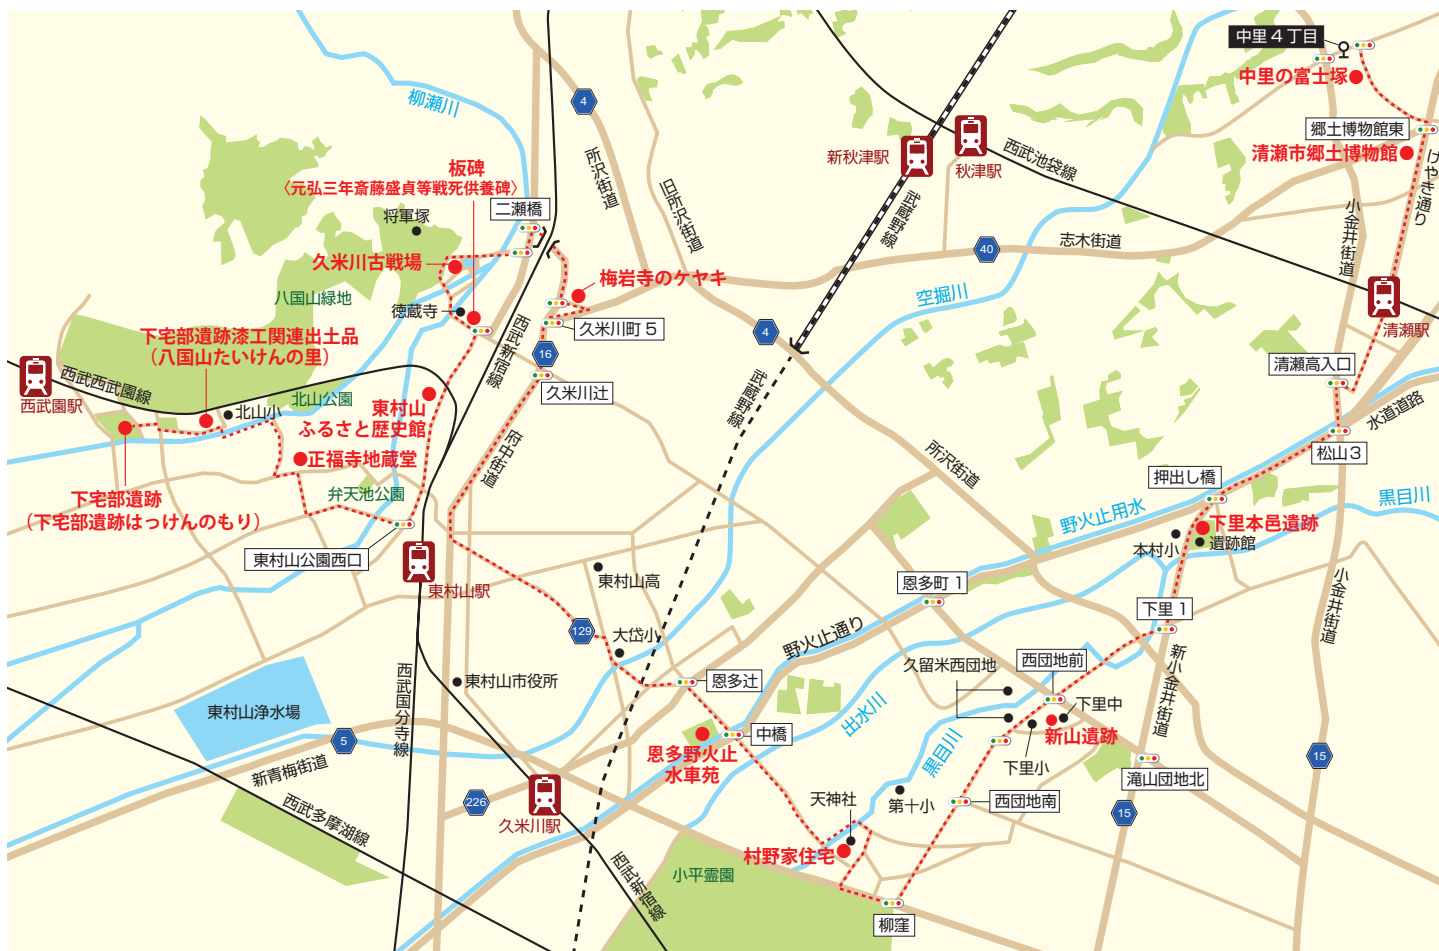 中里４丁目
中里の富士塚
郷土博物館東
清瀬市郷土博物館
けやき通り
小金井街道
柳瀬川
4
所沢街道
旧所沢街道
新秋津駅
秋津駅
西武池袋線
武蔵野線
志木街道
40
清瀬駅
板碑
〈元弘三年斎藤盛貞等戦死供養碑〉
将軍塚
二瀬橋
久米川古戦場
八国山緑地
徳蔵寺
梅岩寺のケヤキ
久米川町５
16
久米川辻
西武新宿線
空堀川
4
武蔵野線
清瀬高入口
水道道路
松山３
下宅部遺跡漆工関連出土品
（八国山たいけんの里）
西武西武園線
西武園駅
北山小
北山公園
東村山
ふるさと歴史館
正福寺地蔵堂
弁天池公園
下宅部遺跡
（下宅部遺跡はっけんのもり）
東村山公園西口
東村山駅
府中街道
所沢街道
押出し橋
野火止用水
黒目川
下里本邑遺跡
本村小
遺跡館
東村山高
恩多町１
下里１
小金井街道
129
大岱小
野火止通り
久留米西団地
西団地前
新小金井街道
東村山市役所
恩多辻
西武国分寺線
東村山浄水場
5
新青梅街道
西武多摩湖線
226
久米川駅
西武新宿線
恩多野火止
水車苑
中橋
出水川
黒目川
下里中
新山遺跡
下里小
滝山団地北
15
15
西団地南
第十小
天神社
村野家住宅
小平霊園
柳窪